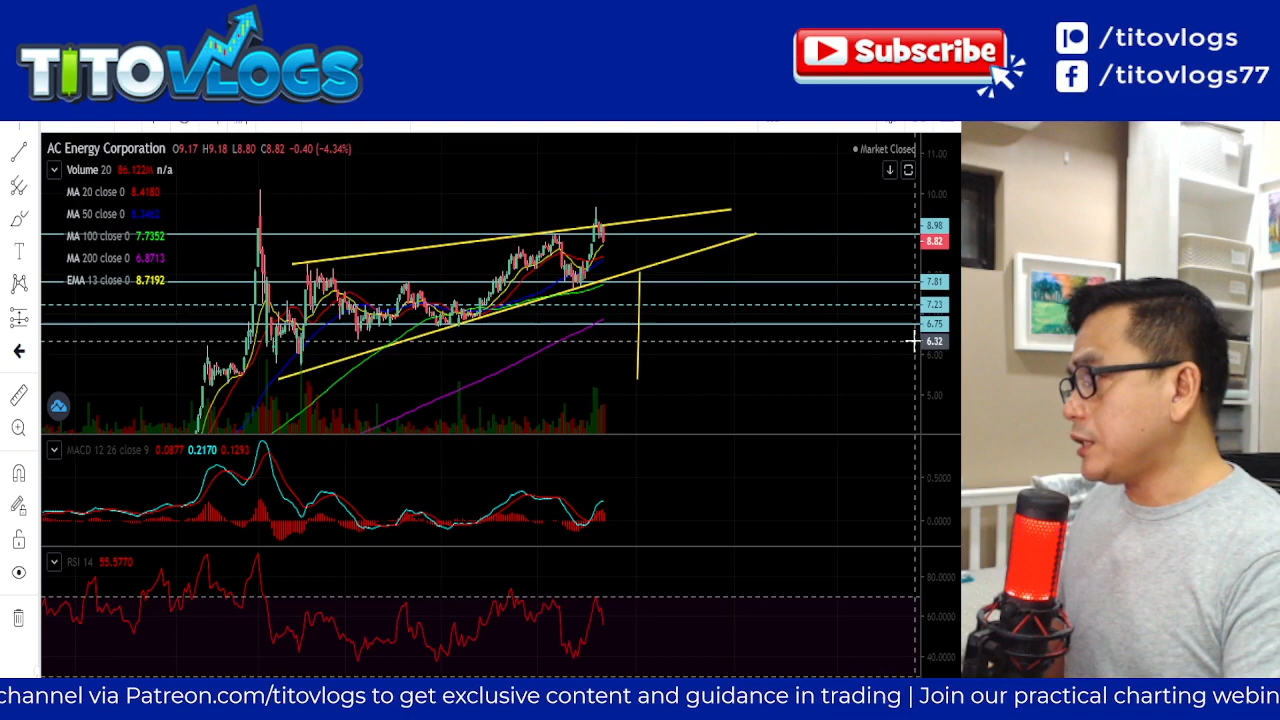 TITOVLOGS
Subscribe
/titovlogs
/titovlogs77
AC Energy Corporation O9.17 H9.18 L8.80 C8.82 −0.40 (−4.34%)
Market Closed
Volume 20 86.122M n/a
MA 20 close 0 8.4180
MA 50 close 0
MA 100 close 0 7.7352
MA 200 close 0 6.8713
EMA 13 close 0 8.7192
11.00
10.00
8.98
8.82
7.81
7.23
6.75
6.32
6.00
5.00
MACD 12 26 close 9 0.0877 0.2170 0.1293
0.5000
0.0000
RSI 14 55.5770
80.0000
60.0000
40.0000
channel via Patreon.com/titovlogs to get exclusive content and guidance in trading | Join our practical charting webin